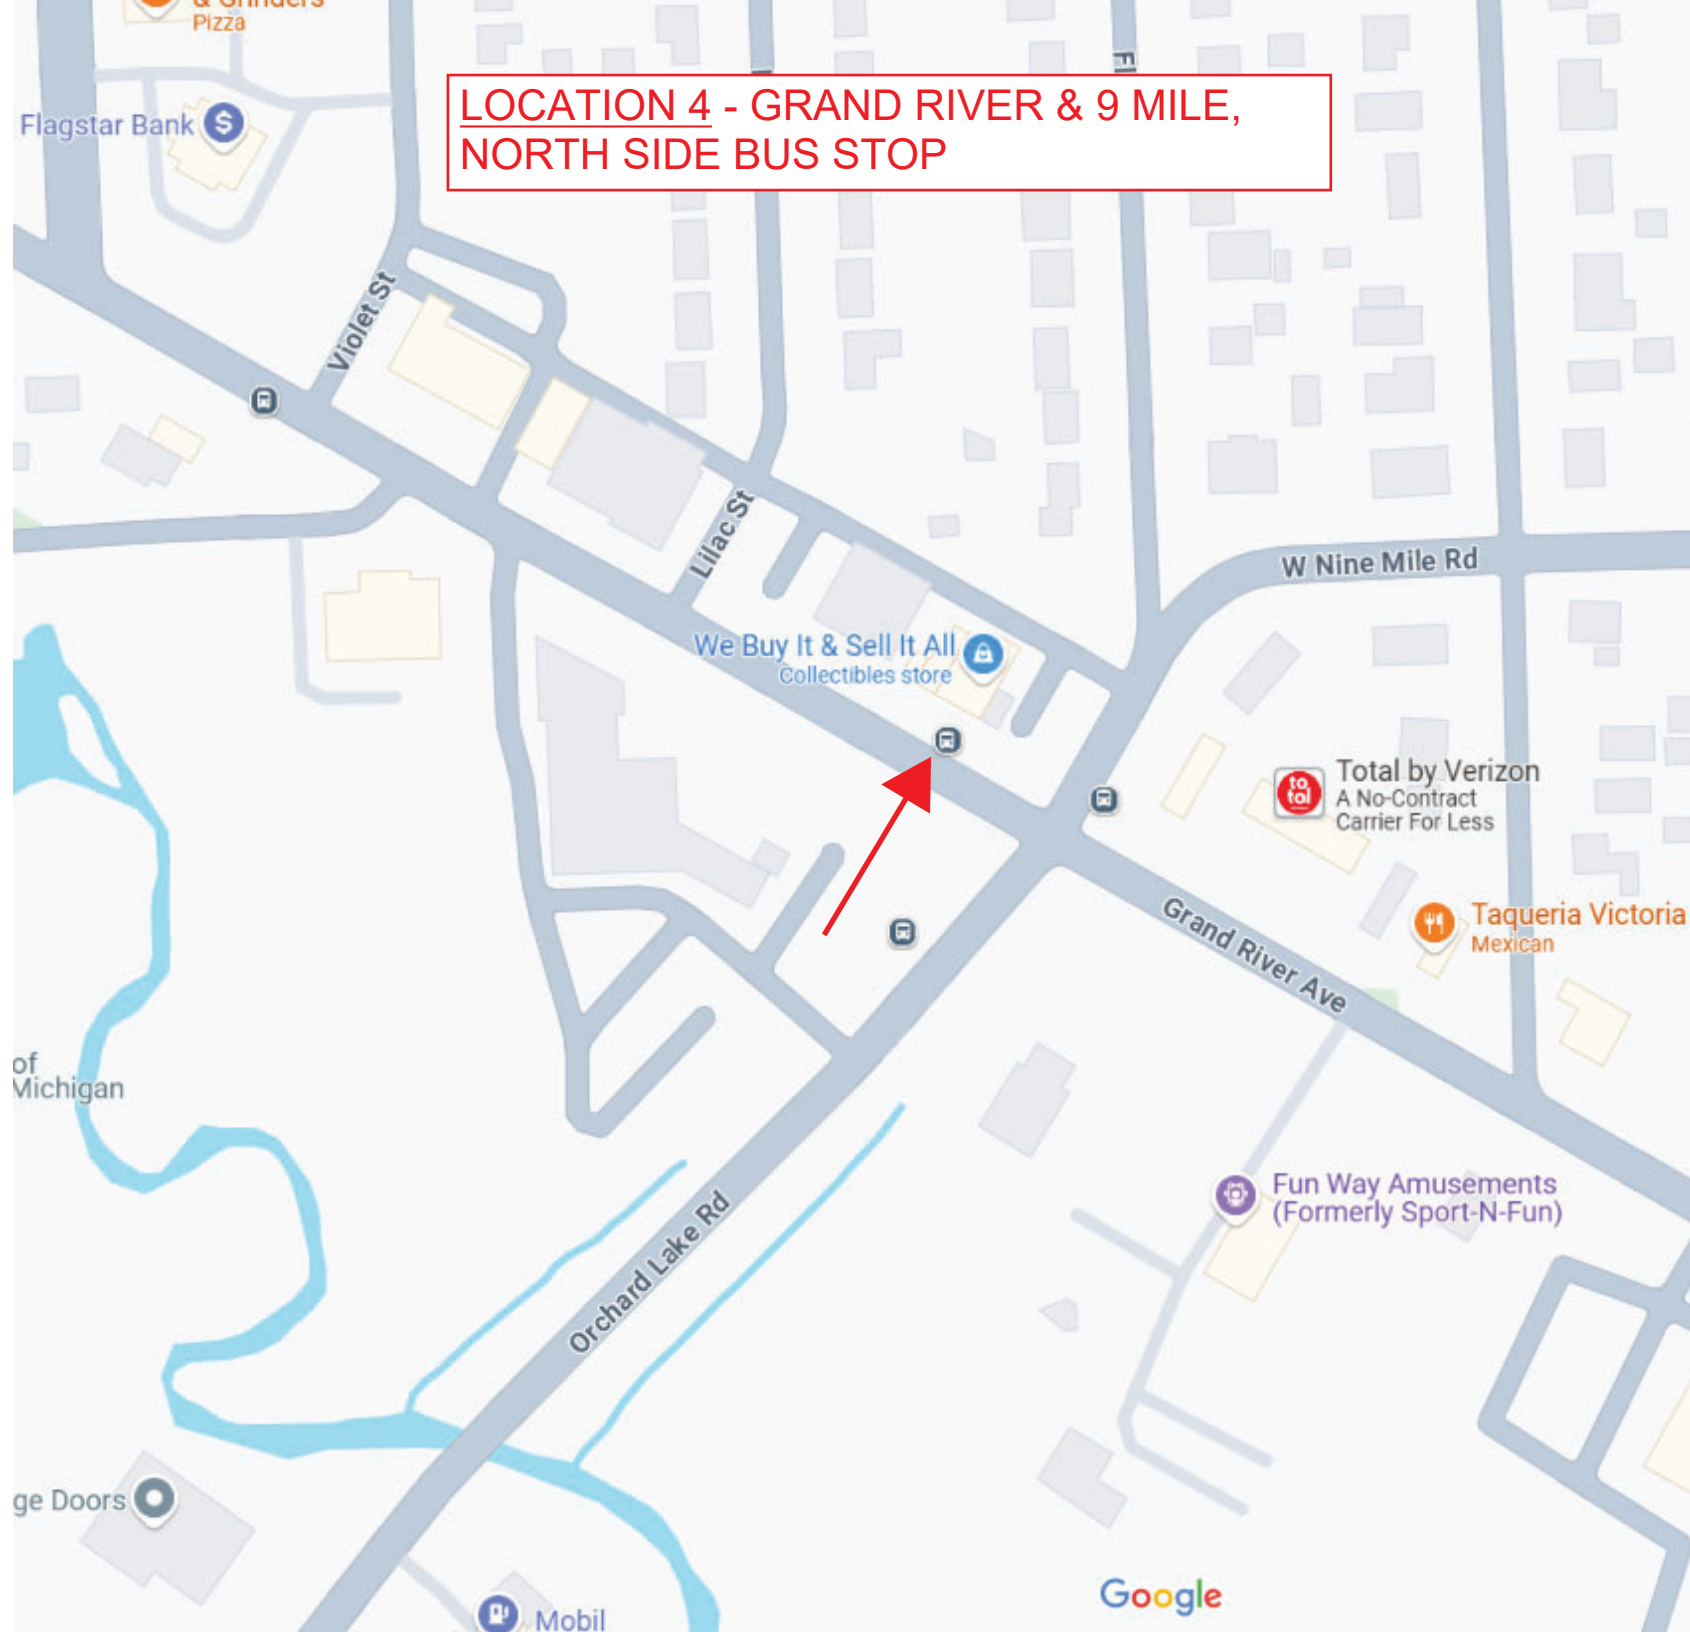 & Grinders
Pizza
Flagstar Bank
LOCATION 4 - GRAND RIVER & 9 MILE,
NORTH SIDE BUS STOP
Violet St
Lilac St
W Nine Mile Rd
We Buy It & Sell It All
Collectibles store
to
tal
Total by Verizon
A No-Contract
Carrier For Less
Grand River Ave
Taqueria Victoria
Mexican
of
Michigan
Orchard Lake Rd
Fun Way Amusements
(Formerly Sport-N-Fun)
ge Doors
Mobil
Google